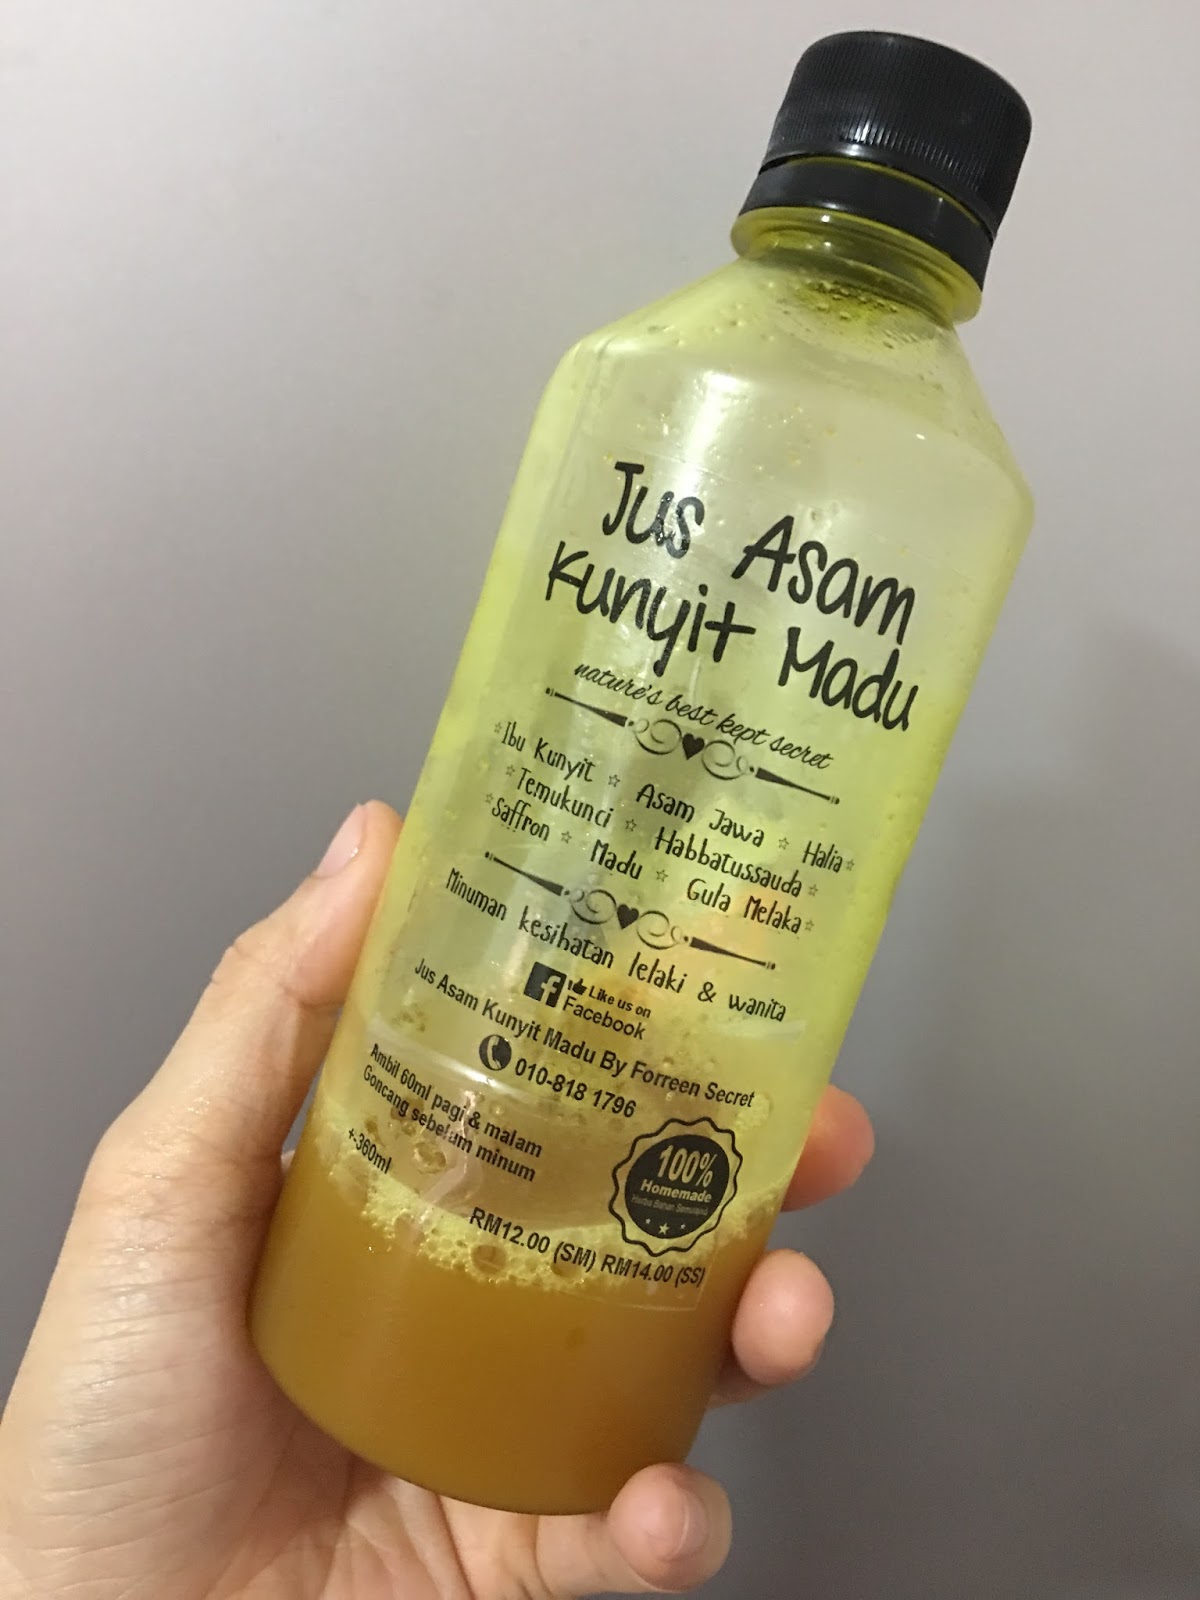 Jus Asam
Kunyit Madu
nature's best kept secret
☆Ibu Kunyit ☆ Asam Jawa ☆ Halia☆
☆Temukunci ☆ Habbatussauda☆
☆Saffron ☆ Madu ☆ Gula Melaka☆
Minuman kesihatan lelaki & wanita
f Like us on
Facebook
Jus Asam Kunyit Madu By Forreen Secret
010-818 1796
Ambil 60ml pagi & malam
Goncang sebelum minum
+-360ml
100%
Homemade
RM12.00 (SM) RM14.00 (SS)